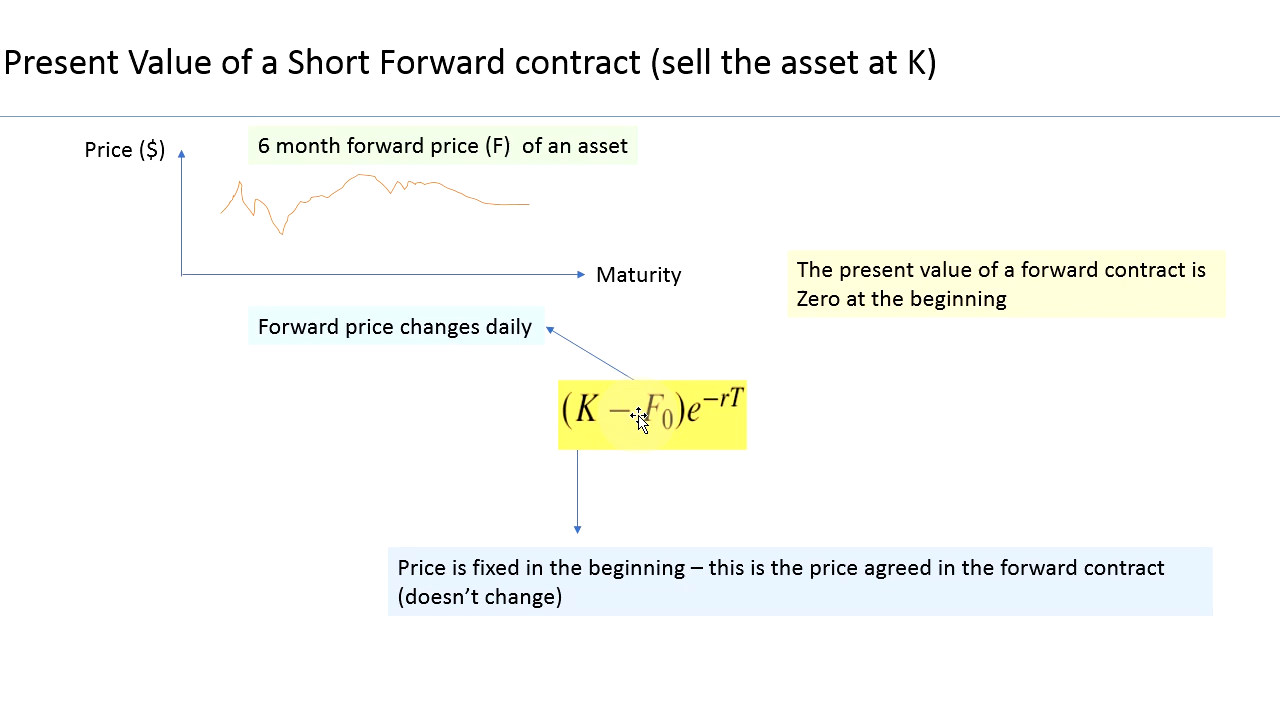 Present Value of a Short Forward contract (sell the asset at K)
Price ($)
6 month forward price (F)  of an asset
Maturity
The present value of a forward contract is
Zero at the beginning
Forward price changes daily
(K − F₀)e^−rT
Price is fixed in the beginning – this is the price agreed in the forward contract
(doesn’t change)